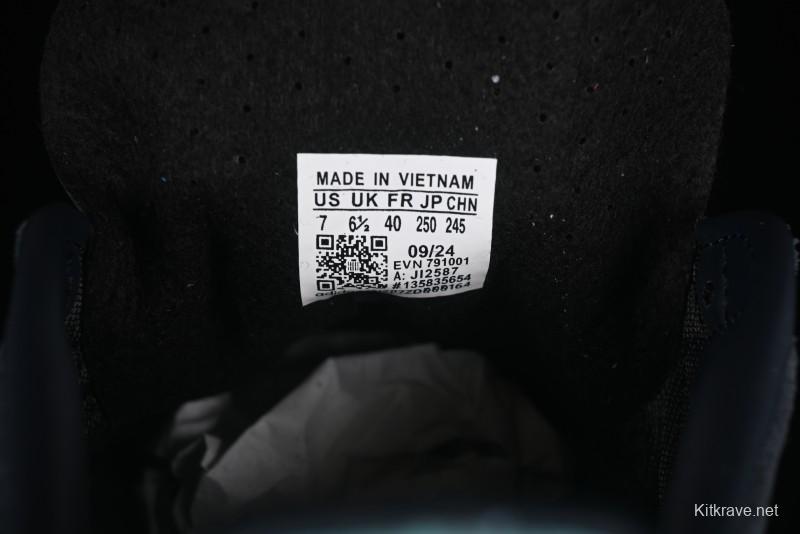 MADE IN VIETNAM
US UK FR JP CHN
7 6½ 40 250 245
09/24
EVN 791001
A: JI2587
#135835654
Kitkrave.net